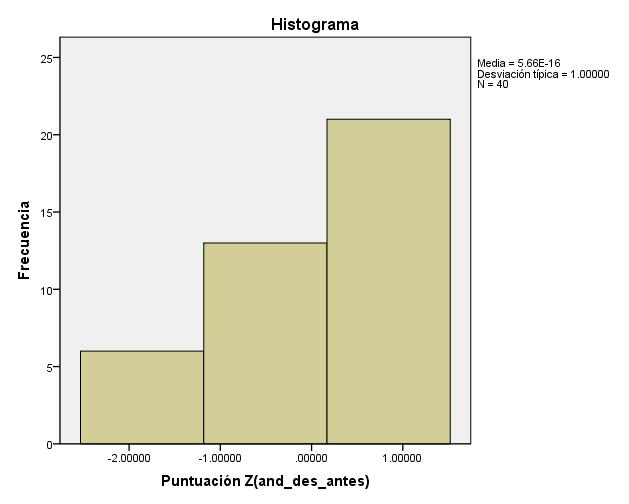 Histograma
Media = 5.66E-16
Desviación típica = 1.00000
N = 40
Frecuencia
25
20
15
10
5
0
-2.00000 -1.00000 .00000 1.00000
Puntuación Z(and_des_antes)